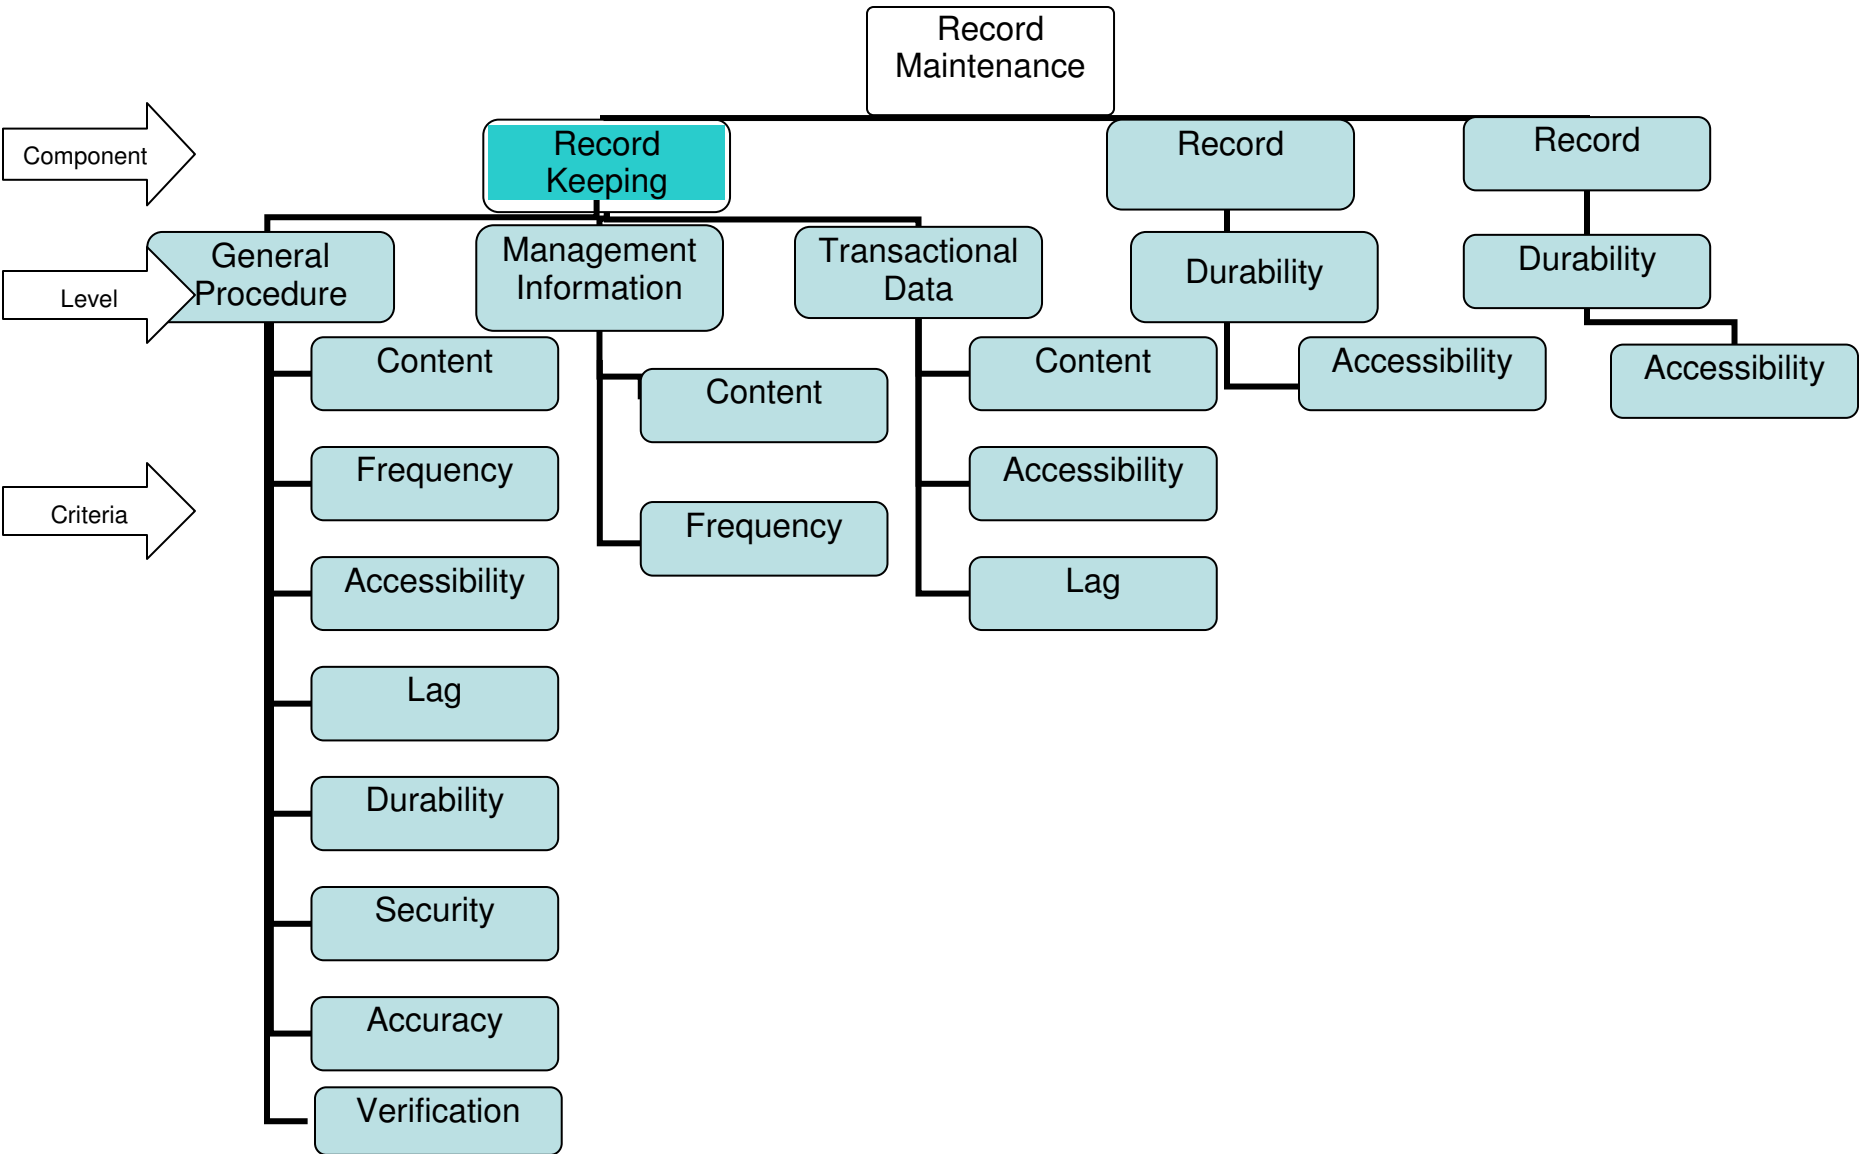 Record
Maintenance
Component
Record
Keeping
Record
Record
Level
General
Procedure
Management
Information
Transactional
Data
Durability
Durability
Criteria
Content
Frequency
Accessibility
Lag
Durability
Security
Accuracy
Verification
Content
Frequency
Content
Accessibility
Lag
Accessibility
Accessibility